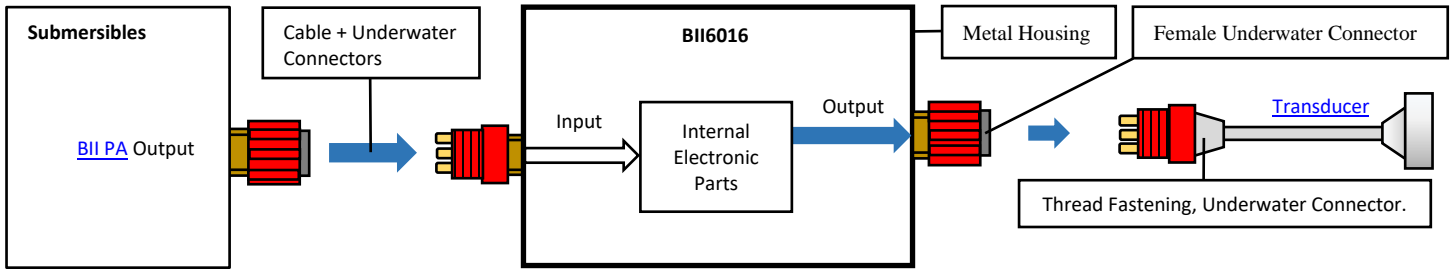 Submersibles
BII PA Output
Cable + Underwater
Connectors
BII6016
Input
Internal
Electronic
Parts
Output
Metal Housing
Female Underwater Connector
Transducer
Thread Fastening, Underwater Connector.